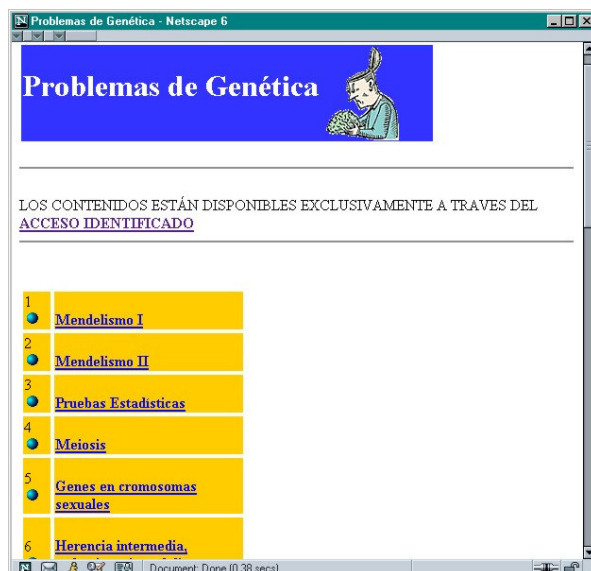 Problemas de Genética - Netscape 6
Problemas de Genética
LOS CONTENIDOS ESTÁN DISPONIBLES EXCLUSIVAMENTE A TRAVES DEL
ACCESO IDENTIFICADO
1
Mendelismo I
2
Mendelismo II
3
Pruebas Estadísticas
4
Meiosis
5
Genes en cromosomas
sexuales
6
Herencia intermedia,
Document: Done (0.38 secs)